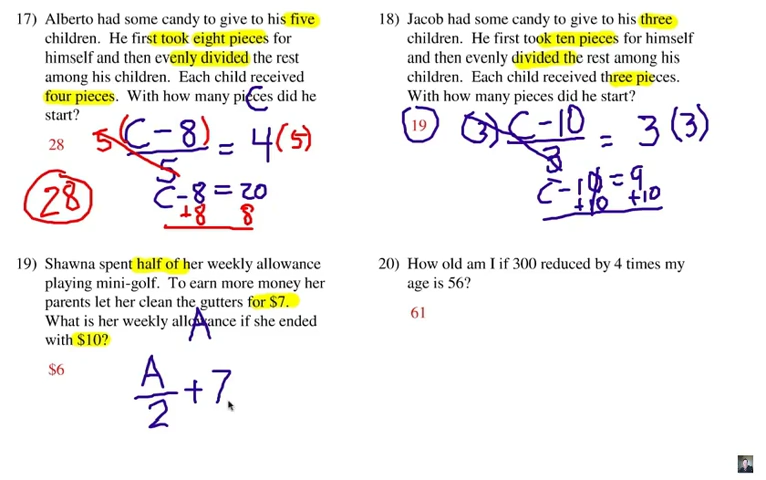 17) Alberto had some candy to give to his five
children. He first took eight pieces for
himself and then evenly divided the rest
among his children. Each child received
four pieces. With how many pieces did he
start?
C
28
5 (C-8) = 4(5)
5
28
C-8 = 20
+8 8
18) Jacob had some candy to give to his three
children. He first took ten pieces for himself
and then evenly divided the rest among his
children. Each child received three pieces.
With how many pieces did he start?
19
(3) C-10 = 3 (3)
3
C-10 = 9
+10 +10
19) Shawna spent half of her weekly allowance
playing mini-golf. To earn more money her
parents let her clean the gutters for $7.
What is her weekly allowance if she ended
with $10?
A
$6
A
2
+7
20) How old am I if 300 reduced by 4 times my
age is 56?
61